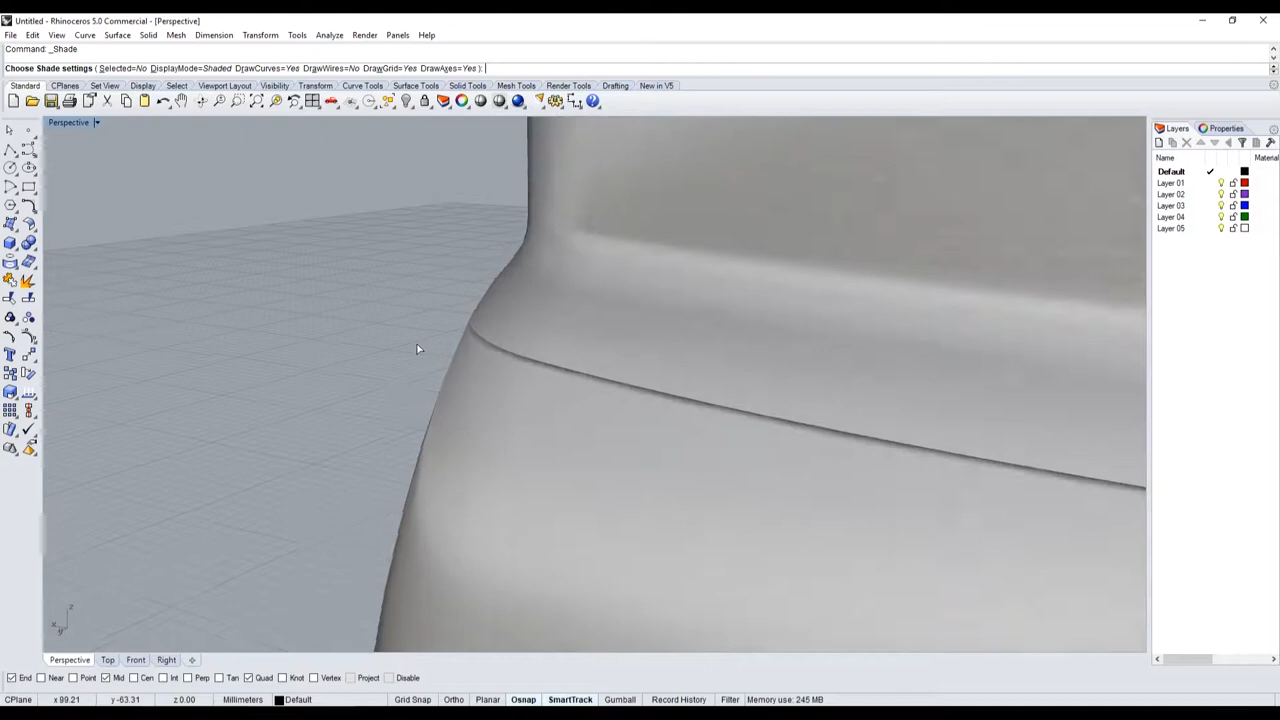 Untitled - Rhinoceros 5.0 Commercial - [Perspective]
File Edit View Curve Surface Solid Mesh Dimension Transform Tools Analyze Render Panels Help
Command: _Shade
Choose Shade settings ( Selected=No DisplayMode=Shaded DrawCurves=Yes DrawWires=No DrawGrid=Yes DrawAxes=Yes ):
Standard CPlanes Set View Display Select Viewport Layout Visibility Transform Curve Tools Surface Tools Solid Tools Mesh Tools Render Tools Drafting New in V5
Perspective
Layers Properties
Name Material
Default
Layer 01
Layer 02
Layer 03
Layer 04
Layer 05
z
x
y
Perspective Top Front Right
End Near Point Mid Cen Int Perp Tan Quad Knot Vertex Project Disable
CPlane x 99.21 y -63.31 z 0.00 Millimeters Default Grid Snap Ortho Planar Osnap SmartTrack Gumball Record History Filter Memory use: 245 MB